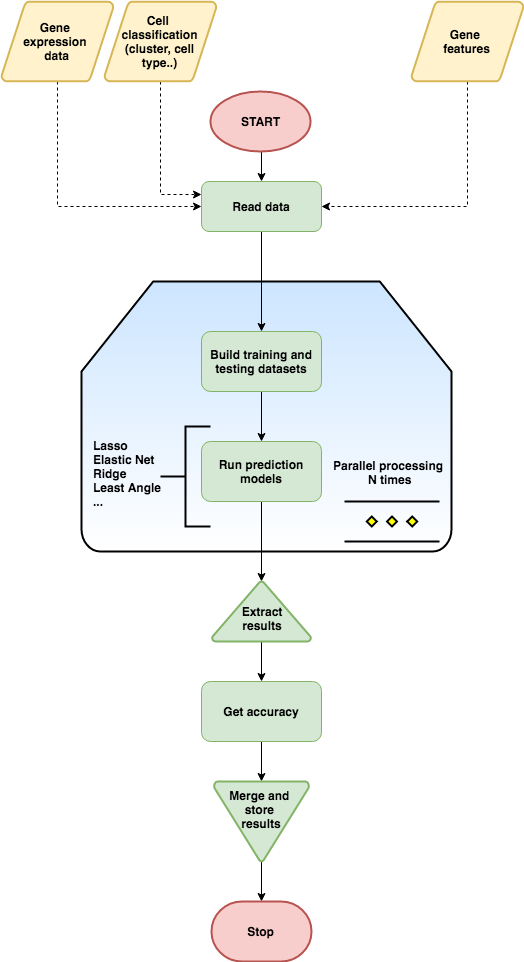 Gene
expression
data
Cell
classification
(cluster, cell
type..)
Gene
features
START
Read data
Build training and
testing datasets
Lasso
Elastic Net
Ridge
Least Angle
...
Run prediction
models
Parallel processing
N times
Extract
results
Get accuracy
Merge and
store
results
Stop